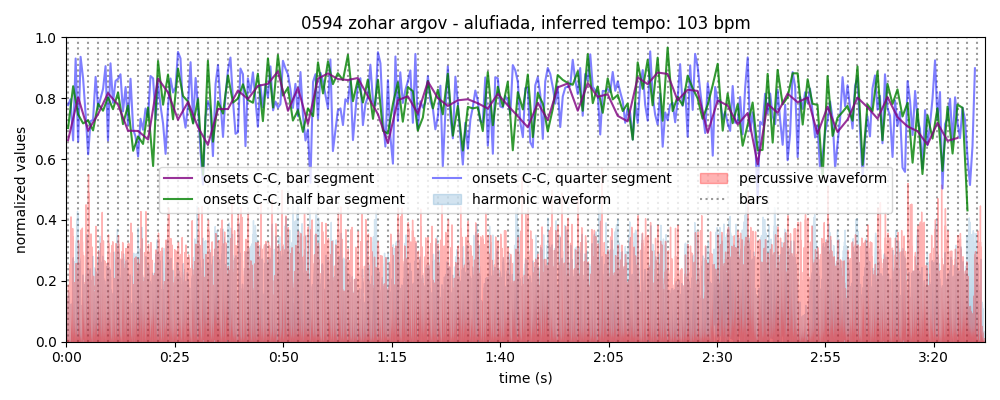 0594 zohar argov - alufiada, inferred tempo: 103 bpm
normalized values
1.0
0.8
0.6
0.4
0.2
0.0
onsets C-C, bar segment
onsets C-C, half bar segment
onsets C-C, quarter segment
harmonic waveform
percussive waveform
bars
0:00 0:25 0:50 1:15 1:40 2:05 2:30 2:55 3:20
time (s)